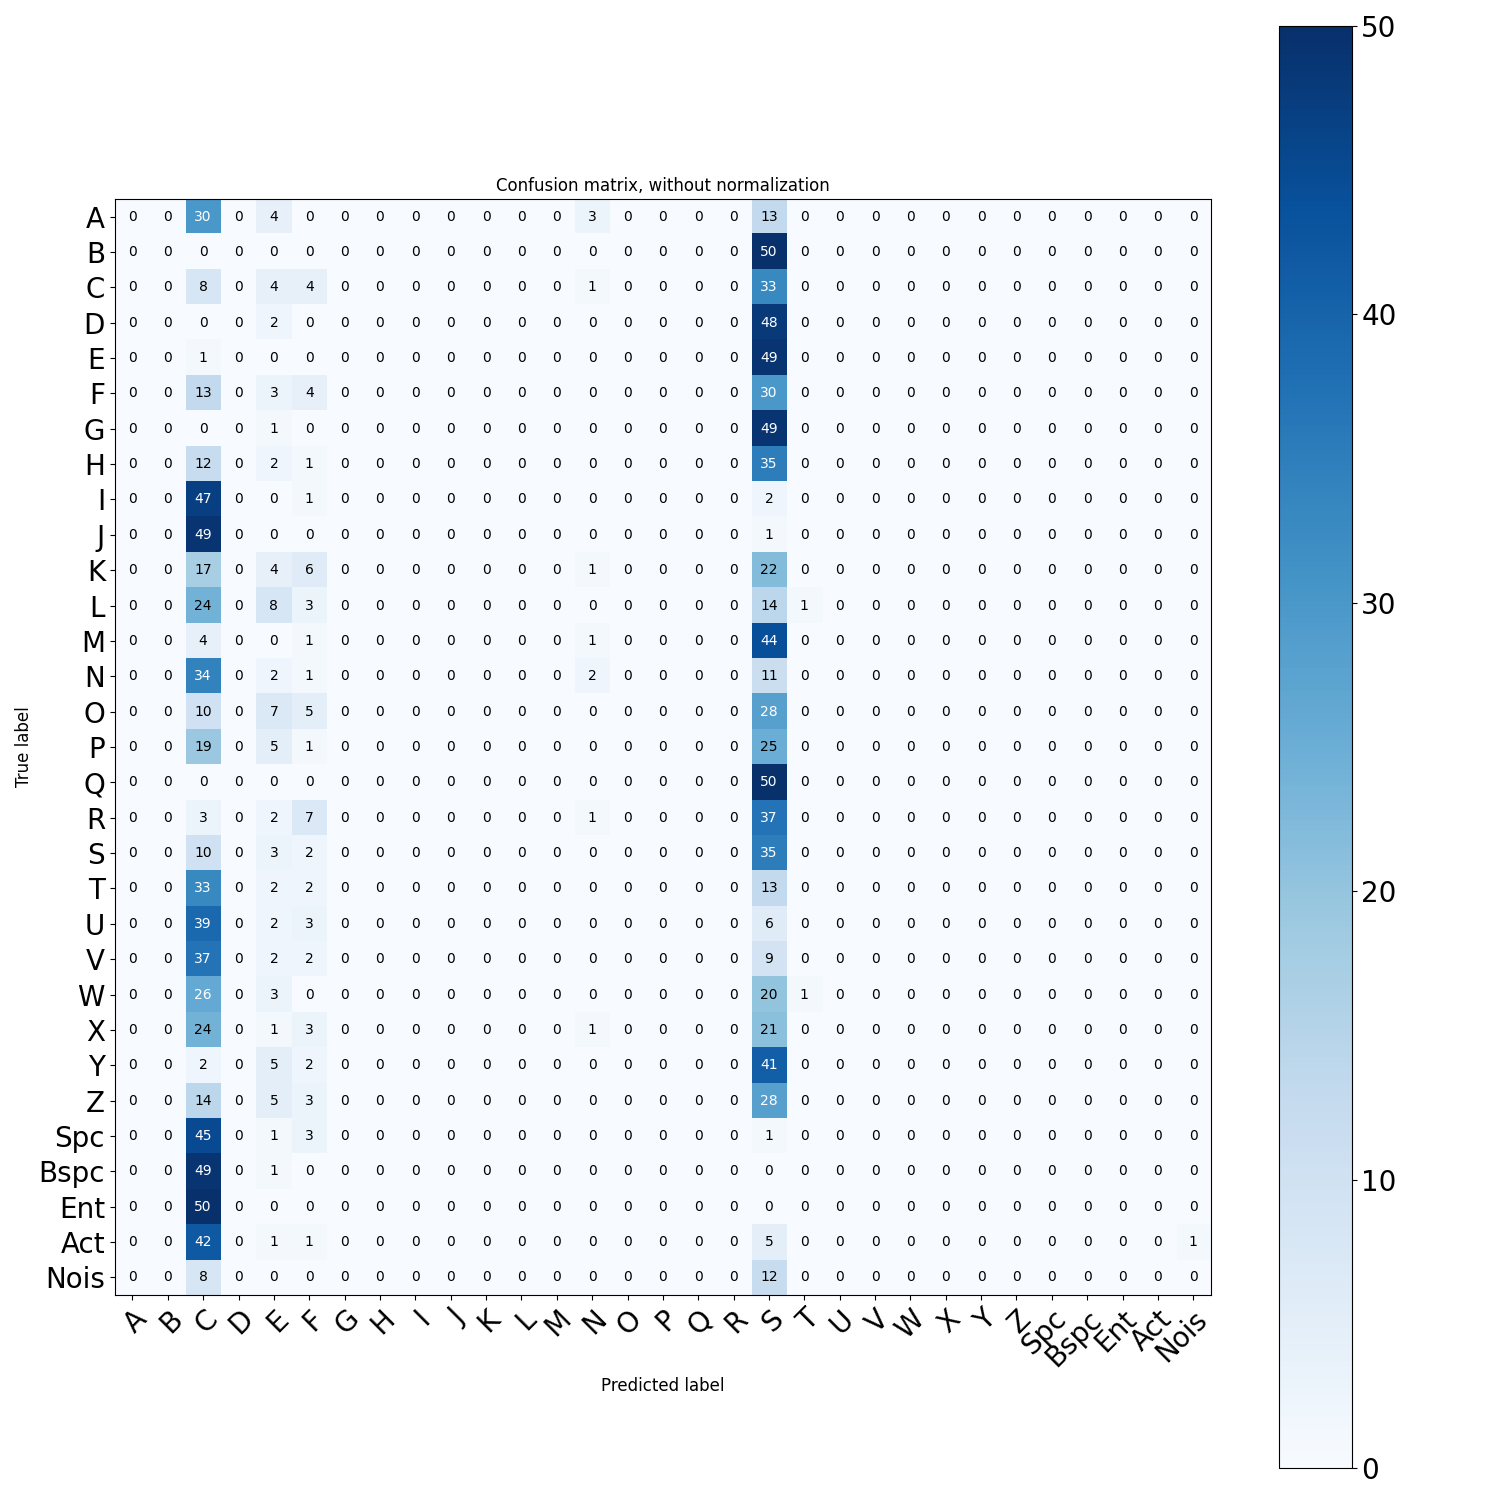 Confusion matrix, without normalization
A 0 0 30 0 4 0 0 0 0 0 0 0 0 3 0 0 0 0 13 0 0 0 0 0 0 0 0 0 0 0 0
B 0 0 0 0 0 0 0 0 0 0 0 0 0 0 0 0 0 0 50 0 0 0 0 0 0 0 0 0 0 0 0
C 0 0 8 0 4 4 0 0 0 0 0 0 0 1 0 0 0 0 33 0 0 0 0 0 0 0 0 0 0 0 0
D 0 0 0 0 2 0 0 0 0 0 0 0 0 0 0 0 0 0 48 0 0 0 0 0 0 0 0 0 0 0 0
E 0 0 1 0 0 0 0 0 0 0 0 0 0 0 0 0 0 0 49 0 0 0 0 0 0 0 0 0 0 0 0
F 0 0 13 0 3 4 0 0 0 0 0 0 0 0 0 0 0 0 30 0 0 0 0 0 0 0 0 0 0 0 0
G 0 0 0 0 1 0 0 0 0 0 0 0 0 0 0 0 0 0 49 0 0 0 0 0 0 0 0 0 0 0 0
H 0 0 12 0 2 1 0 0 0 0 0 0 0 0 0 0 0 0 35 0 0 0 0 0 0 0 0 0 0 0 0
I 0 0 47 0 0 1 0 0 0 0 0 0 0 0 0 0 0 0 2 0 0 0 0 0 0 0 0 0 0 0 0
J 0 0 49 0 0 0 0 0 0 0 0 0 0 0 0 0 0 0 1 0 0 0 0 0 0 0 0 0 0 0 0
K 0 0 17 0 4 6 0 0 0 0 0 0 0 1 0 0 0 0 22 0 0 0 0 0 0 0 0 0 0 0 0
L 0 0 24 0 8 3 0 0 0 0 0 0 0 0 0 0 0 0 14 1 0 0 0 0 0 0 0 0 0 0 0
M 0 0 4 0 0 1 0 0 0 0 0 0 0 1 0 0 0 0 44 0 0 0 0 0 0 0 0 0 0 0 0
N 0 0 34 0 2 1 0 0 0 0 0 0 0 2 0 0 0 0 11 0 0 0 0 0 0 0 0 0 0 0 0
O 0 0 10 0 7 5 0 0 0 0 0 0 0 0 0 0 0 0 28 0 0 0 0 0 0 0 0 0 0 0 0
P 0 0 19 0 5 1 0 0 0 0 0 0 0 0 0 0 0 0 25 0 0 0 0 0 0 0 0 0 0 0 0
Q 0 0 0 0 0 0 0 0 0 0 0 0 0 0 0 0 0 0 50 0 0 0 0 0 0 0 0 0 0 0 0
R 0 0 3 0 2 7 0 0 0 0 0 0 0 1 0 0 0 0 37 0 0 0 0 0 0 0 0 0 0 0 0
S 0 0 10 0 3 2 0 0 0 0 0 0 0 0 0 0 0 0 35 0 0 0 0 0 0 0 0 0 0 0 0
T 0 0 33 0 2 2 0 0 0 0 0 0 0 0 0 0 0 0 13 0 0 0 0 0 0 0 0 0 0 0 0
U 0 0 39 0 2 3 0 0 0 0 0 0 0 0 0 0 0 0 6 0 0 0 0 0 0 0 0 0 0 0 0
V 0 0 37 0 2 2 0 0 0 0 0 0 0 0 0 0 0 0 9 0 0 0 0 0 0 0 0 0 0 0 0
W 0 0 26 0 3 0 0 0 0 0 0 0 0 0 0 0 0 0 20 1 0 0 0 0 0 0 0 0 0 0 0
X 0 0 24 0 1 3 0 0 0 0 0 0 0 1 0 0 0 0 21 0 0 0 0 0 0 0 0 0 0 0 0
Y 0 0 2 0 5 2 0 0 0 0 0 0 0 0 0 0 0 0 41 0 0 0 0 0 0 0 0 0 0 0 0
Z 0 0 14 0 5 3 0 0 0 0 0 0 0 0 0 0 0 0 28 0 0 0 0 0 0 0 0 0 0 0 0
Spc 0 0 45 0 1 3 0 0 0 0 0 0 0 0 0 0 0 0 1 0 0 0 0 0 0 0 0 0 0 0 0
Bspc 0 0 49 0 1 0 0 0 0 0 0 0 0 0 0 0 0 0 0 0 0 0 0 0 0 0 0 0 0 0 0
Ent 0 0 50 0 0 0 0 0 0 0 0 0 0 0 0 0 0 0 0 0 0 0 0 0 0 0 0 0 0 0 0
Act 0 0 42 0 1 1 0 0 0 0 0 0 0 0 0 0 0 0 5 0 0 0 0 0 0 0 0 0 0 0 1
Nois 0 0 8 0 0 0 0 0 0 0 0 0 0 0 0 0 0 0 12 0 0 0 0 0 0 0 0 0 0 0 0
A B C D E F G H I J K L M N O P Q R S T U V W X Y Z Spc Bspc Ent Act Nois
Predicted label
True label
50
40
30
20
10
0